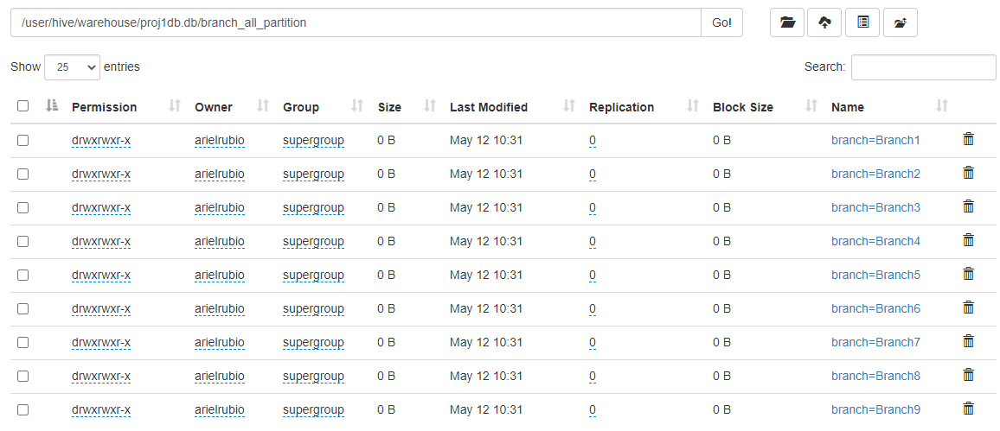 /user/hive/warehouse/proj1db.db/branch_all_partition Go!
Show 25 entries Search:
Permission Owner Group Size Last Modified Replication Block Size Name
drwxrwxr-x arielrubio supergroup 0 B May 12 10:31 0 0 B branch=Branch1
drwxrwxr-x arielrubio supergroup 0 B May 12 10:31 0 0 B branch=Branch2
drwxrwxr-x arielrubio supergroup 0 B May 12 10:31 0 0 B branch=Branch3
drwxrwxr-x arielrubio supergroup 0 B May 12 10:31 0 0 B branch=Branch4
drwxrwxr-x arielrubio supergroup 0 B May 12 10:31 0 0 B branch=Branch5
drwxrwxr-x arielrubio supergroup 0 B May 12 10:31 0 0 B branch=Branch6
drwxrwxr-x arielrubio supergroup 0 B May 12 10:31 0 0 B branch=Branch7
drwxrwxr-x arielrubio supergroup 0 B May 12 10:31 0 0 B branch=Branch8
drwxrwxr-x arielrubio supergroup 0 B May 12 10:31 0 0 B branch=Branch9